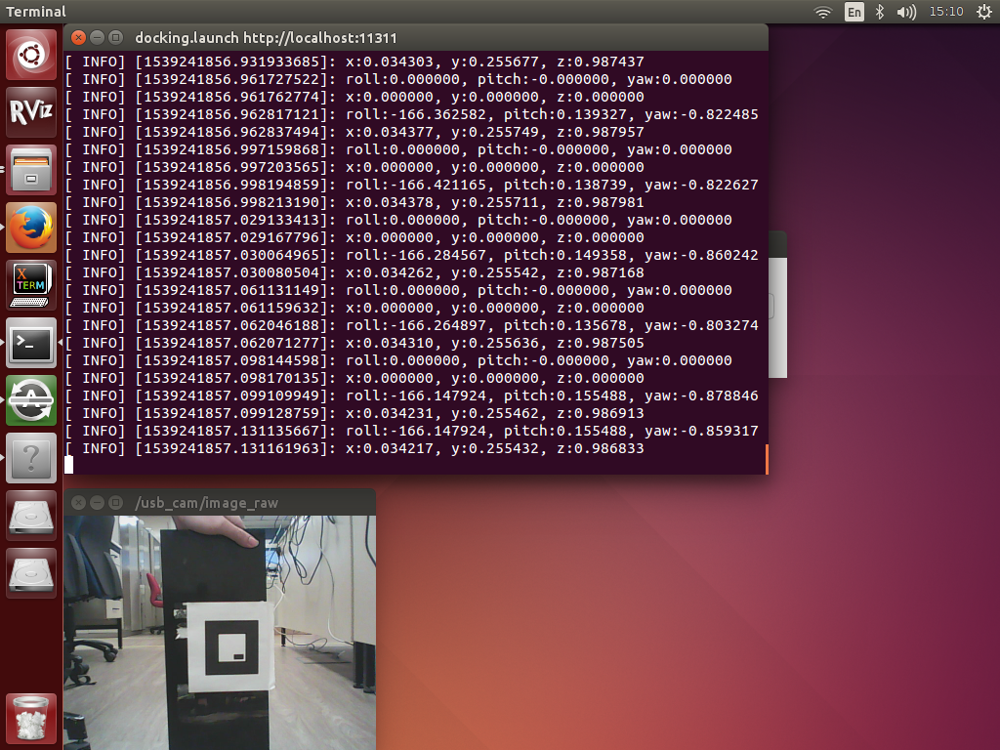 Terminal
En
15:10
RViz
X
TERM
>_
A
?
docking.launch http://localhost:11311
[ INFO] [1539241856.931933685]: x:0.034303, y:0.255677, z:0.987437
[ INFO] [1539241856.961727522]: roll:0.000000, pitch:-0.000000, yaw:0.000000
[ INFO] [1539241856.961762774]: x:0.000000, y:0.000000, z:0.000000
[ INFO] [1539241856.962817121]: roll:-166.362582, pitch:0.139327, yaw:-0.822485
[ INFO] [1539241856.962837494]: x:0.034377, y:0.255749, z:0.987957
[ INFO] [1539241856.997159868]: roll:0.000000, pitch:-0.000000, yaw:0.000000
[ INFO] [1539241856.997203565]: x:0.000000, y:0.000000, z:0.000000
[ INFO] [1539241856.998194859]: roll:-166.421165, pitch:0.138739, yaw:-0.822627
[ INFO] [1539241856.998213190]: x:0.034378, y:0.255711, z:0.987981
[ INFO] [1539241857.029133413]: roll:0.000000, pitch:-0.000000, yaw:0.000000
[ INFO] [1539241857.029167796]: x:0.000000, y:0.000000, z:0.000000
[ INFO] [1539241857.030064965]: roll:-166.284567, pitch:0.149358, yaw:-0.860242
[ INFO] [1539241857.030080504]: x:0.034262, y:0.255542, z:0.987168
[ INFO] [1539241857.061131149]: roll:0.000000, pitch:-0.000000, yaw:0.000000
[ INFO] [1539241857.061159632]: x:0.000000, y:0.000000, z:0.000000
[ INFO] [1539241857.062046188]: roll:-166.264897, pitch:0.135678, yaw:-0.803274
[ INFO] [1539241857.062071277]: x:0.034310, y:0.255636, z:0.987505
[ INFO] [1539241857.098144598]: roll:0.000000, pitch:-0.000000, yaw:0.000000
[ INFO] [1539241857.098170135]: x:0.000000, y:0.000000, z:0.000000
[ INFO] [1539241857.099109949]: roll:-166.147924, pitch:0.155488, yaw:-0.878846
[ INFO] [1539241857.099128759]: x:0.034231, y:0.255462, z:0.986913
[ INFO] [1539241857.131135667]: roll:-166.147924, pitch:0.155488, yaw:-0.859317
[ INFO] [1539241857.131161963]: x:0.034217, y:0.255432, z:0.986833
/usb_cam/image_raw